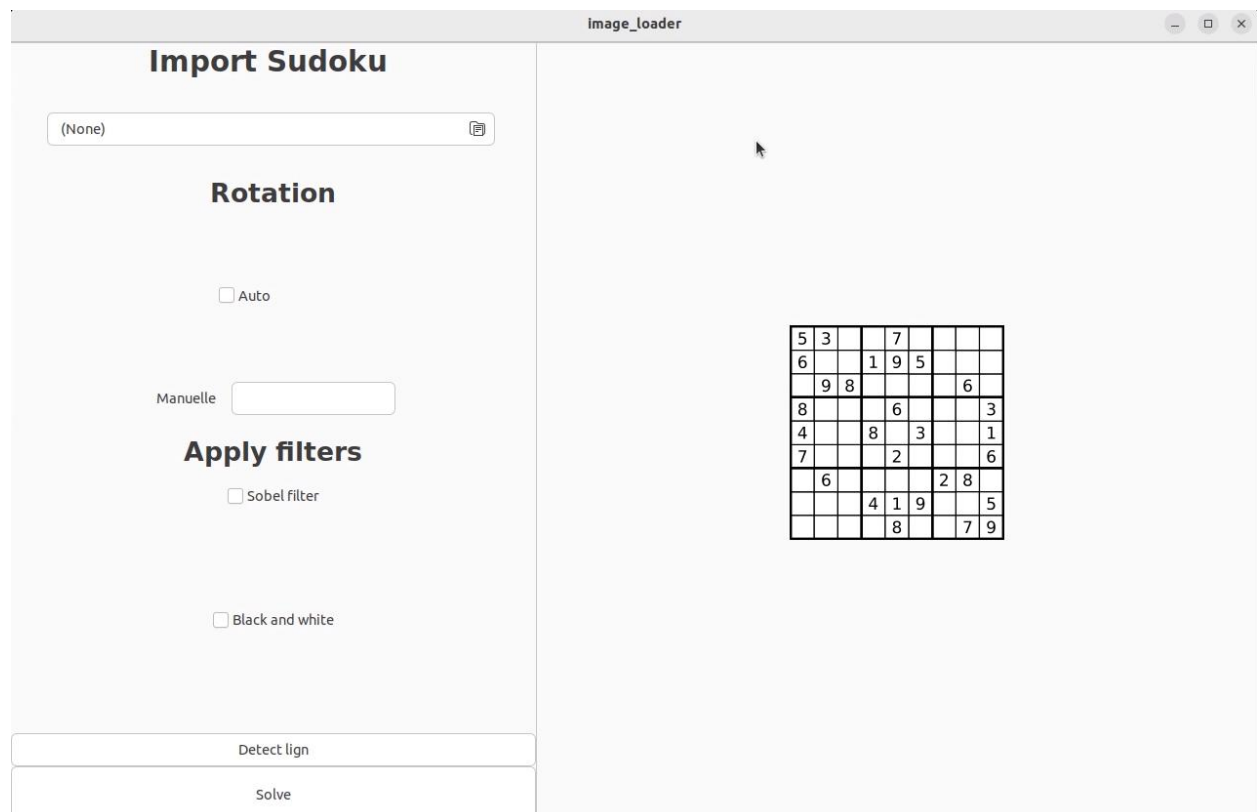 image_loader
Import Sudoku
(None)
Rotation
Auto
Manuelle
Apply filters
Sobel filter
Black and white
Detect lign
Solve
5 3 7
6 1 9 5
9 8 6
8 6 3
4 8 3 1
7 2 6
6 2 8
4 1 9 5
8 7 9